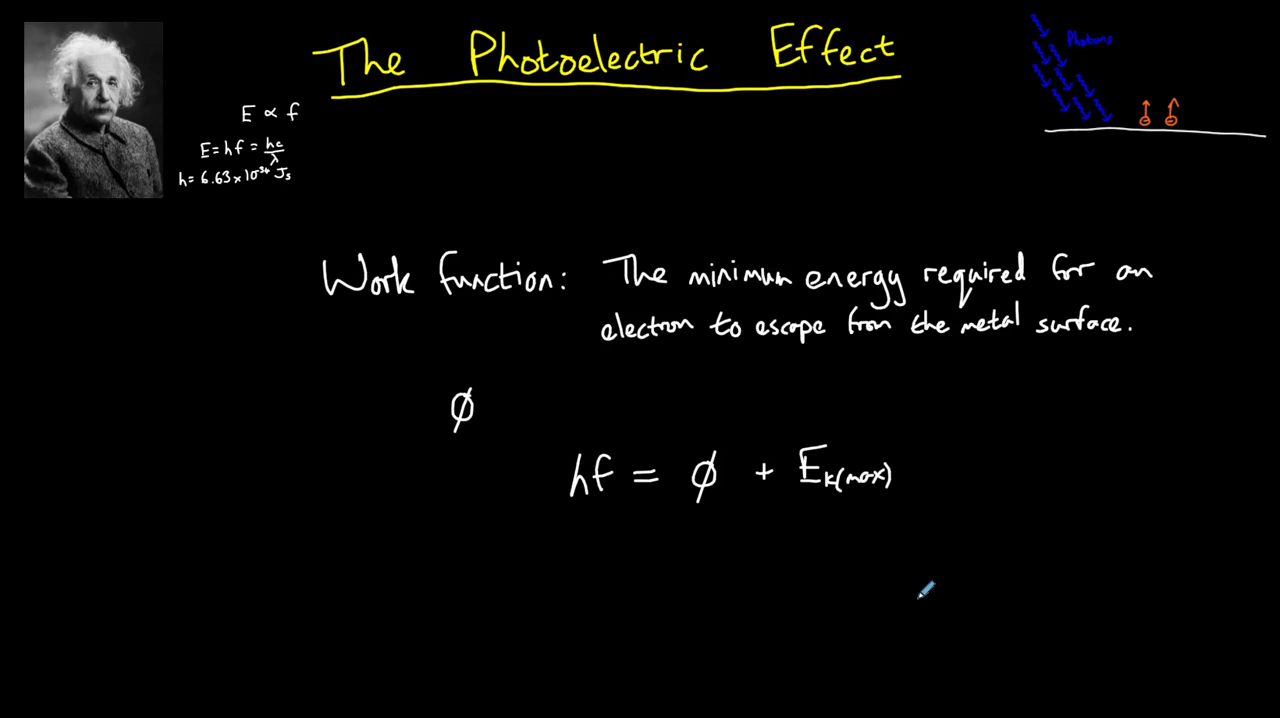 The Photoelectric Effect
Photons
E ∝ f
E = hf = hc/λ
h = 6.63 × 10⁻³⁴ Js
Work function: The minimum energy required for an
electron to escape from the metal surface.
φ
hf = φ + Ek(max)